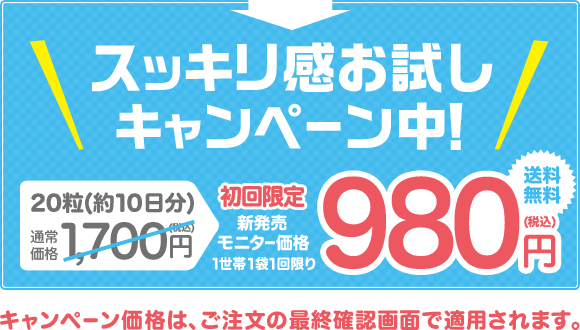 スッキリ感お試し
キャンペーン中!
20粒(約10日分)
通常価格 1,700円(税込)
初回限定
新発売
モニター価格
1世帯1袋1回限り
980円(税込)
送料無料
キャンペーン価格は、ご注文の最終確認画面で適用されます。